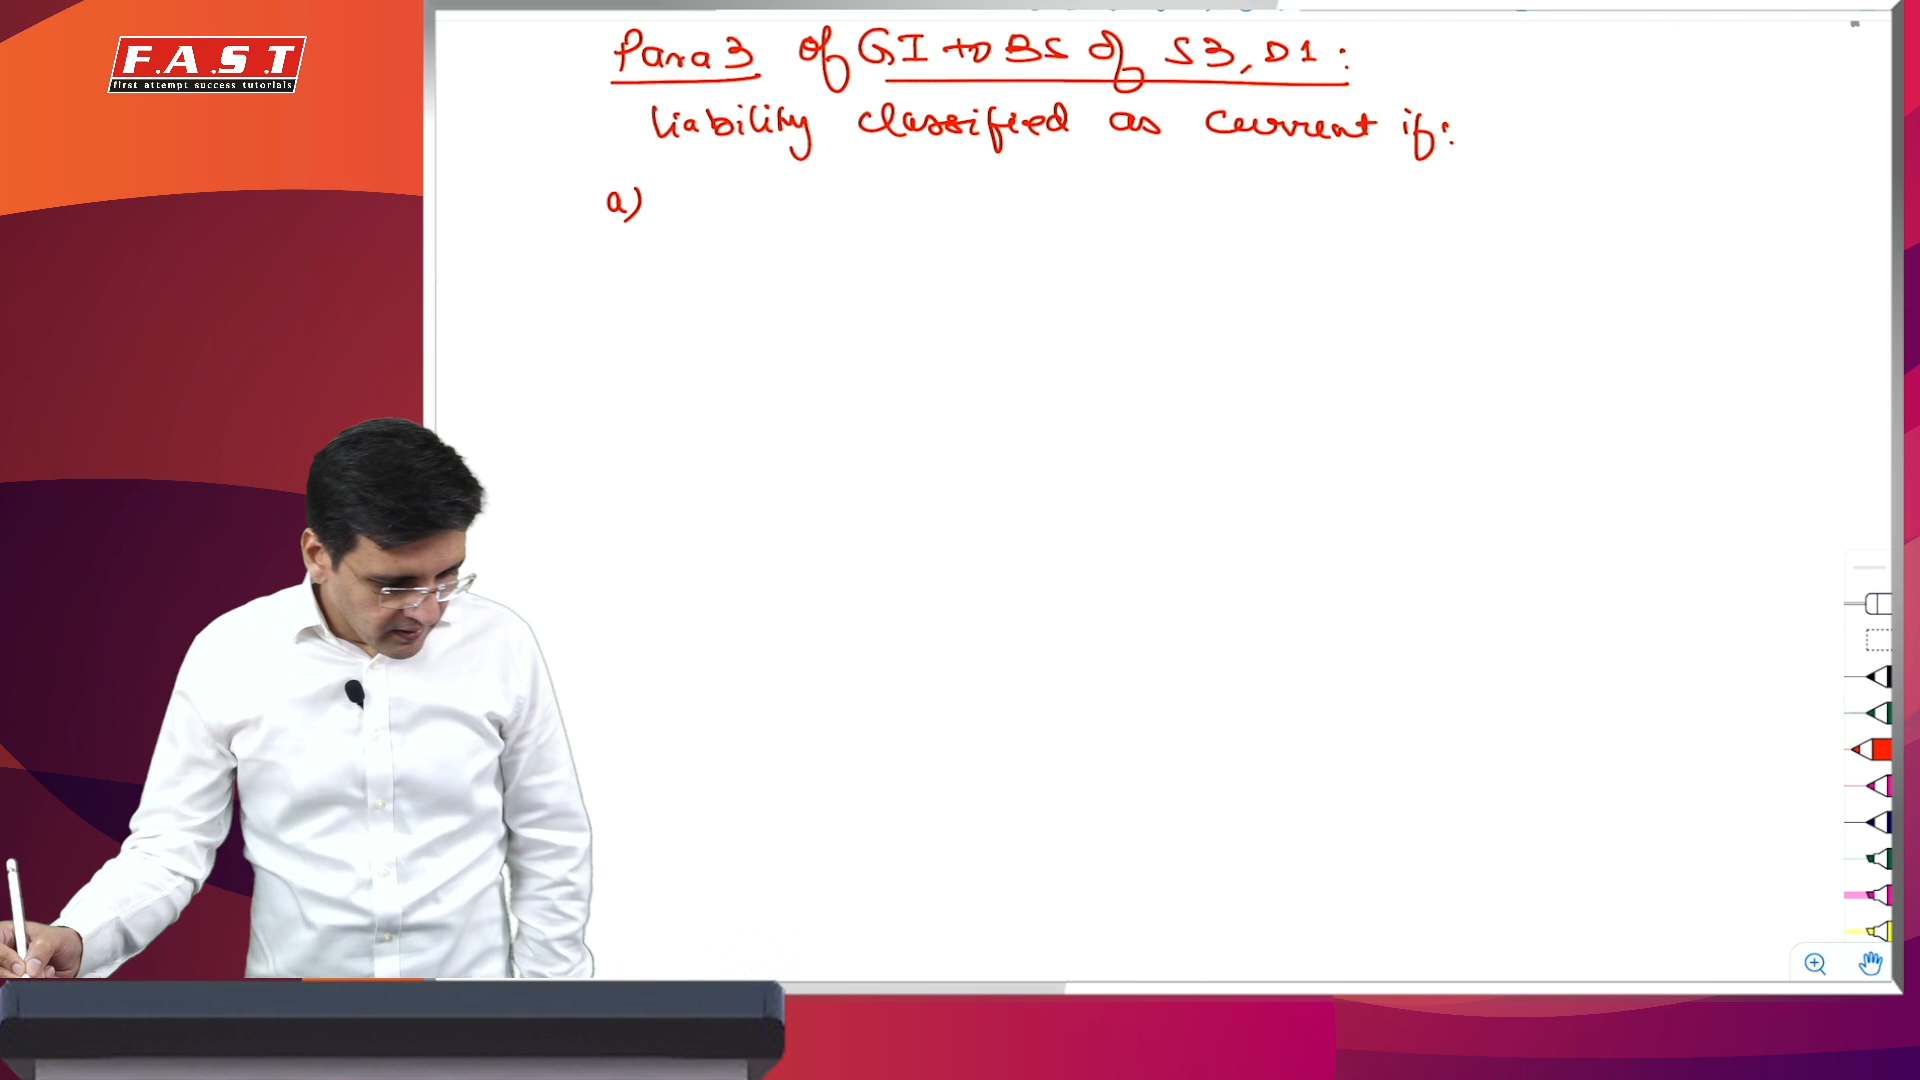 F.A.S.T
first attempt success tutorials
Para 3 of GI to BS of S3, D1:
liability classified as current if:
a)